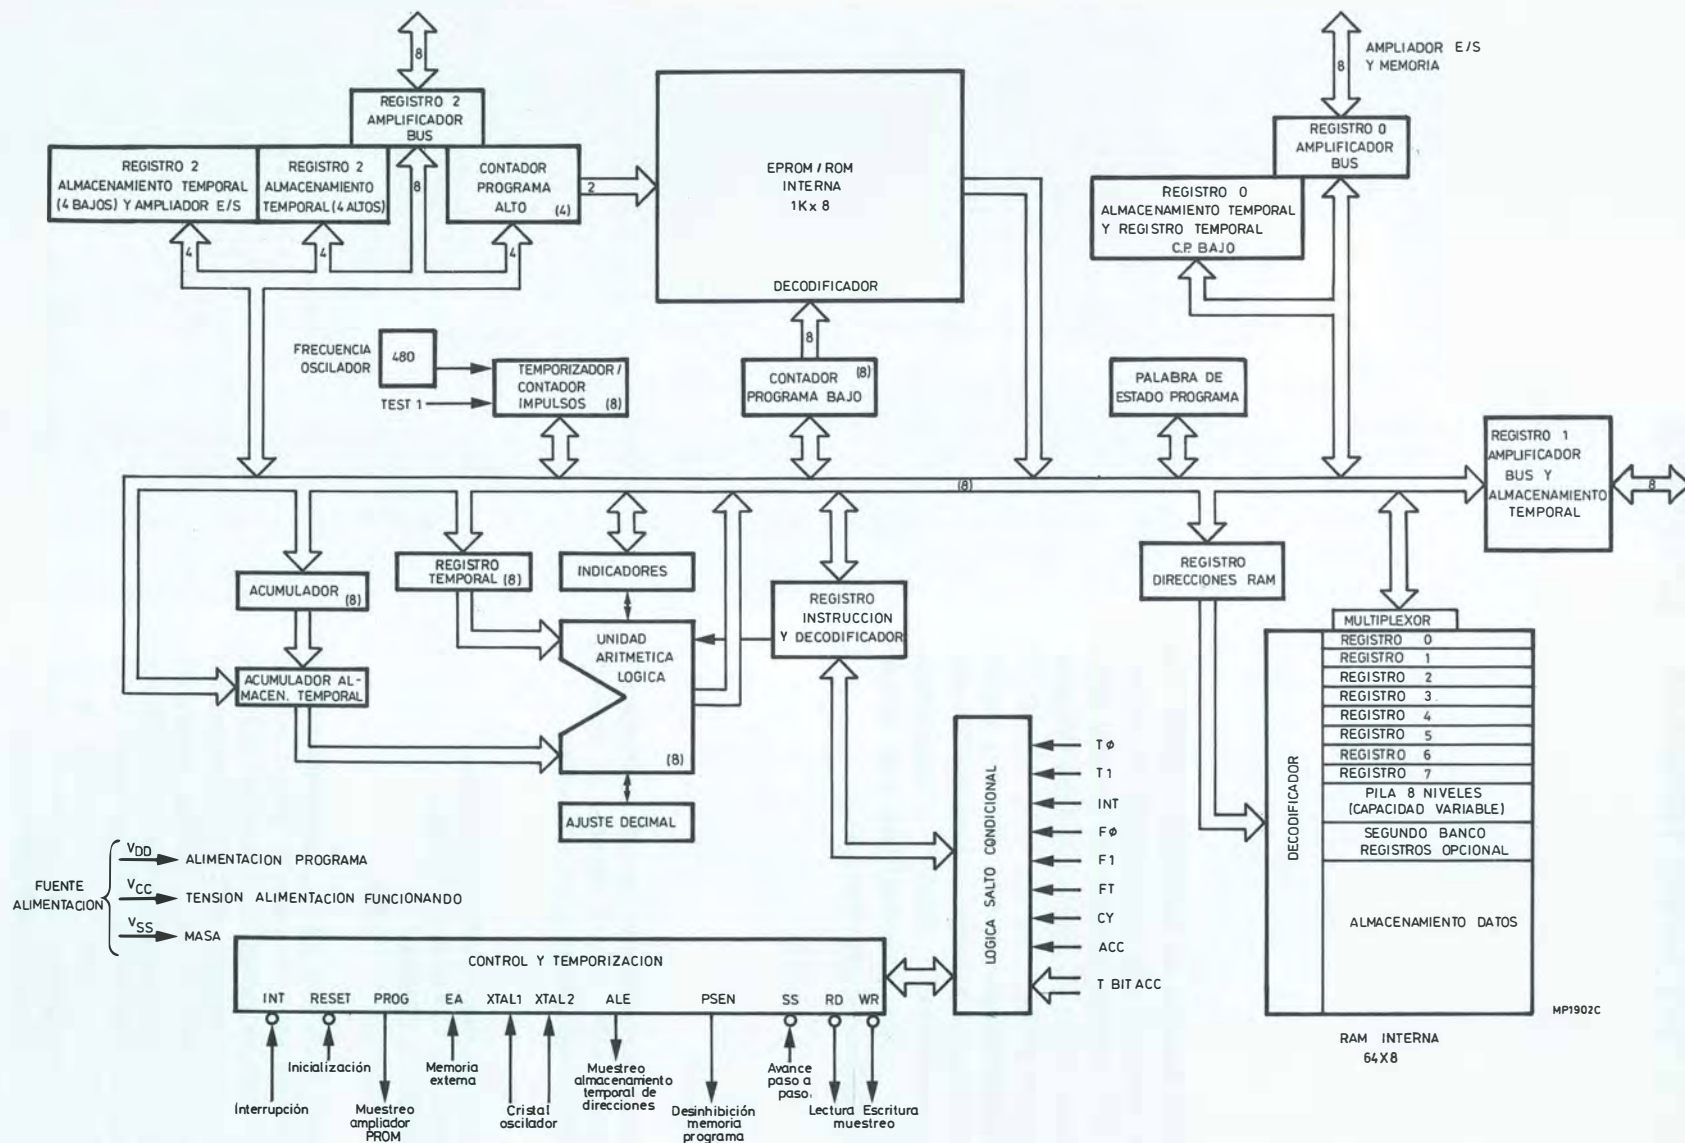 8
REGISTRO 2
AMPLIFICADOR
BUS
REGISTRO 2
ALMACENAMIENTO TEMPORAL
(4 BAJOS) Y AMPLIADOR E/S
REGISTRO 2
ALMACENAMIENTO
TEMPORAL (4 ALTOS)
8
CONTADOR
PROGRAMA
ALTO
(4)
2
4
4
4
EPROM / ROM
INTERNA
1K x 8
DECODIFICADOR
8
AMPLIADOR E/S
Y MEMORIA
8
REGISTRO 0
AMPLIFICADOR
BUS
REGISTRO 0
ALMACENAMIENTO TEMPORAL
Y REGISTRO TEMPORAL
C.P. BAJO
FRECUENCIA
OSCILADOR
480
TEST 1
TEMPORIZADOR /
CONTADOR
IMPULSOS (8)
CONTADOR (8)
PROGRAMA BAJO
PALABRA DE
ESTADO PROGRAMA
REGISTRO 1
AMPLIFICADOR
BUS Y
ALMACENAMIENTO
TEMPORAL
8
(8)
ACUMULADOR (8)
REGISTRO
TEMPORAL (8)
INDICADORES
REGISTRO
INSTRUCCION
Y DECODIFICADOR
REGISTRO
DIRECCIONES RAM
ACUMULADOR AL-
MACEN. TEMPORAL
UNIDAD
ARITMETICA
LOGICA
(8)
AJUSTE DECIMAL
MULTIPLEXOR
REGISTRO 0
REGISTRO 1
REGISTRO 2
REGISTRO 3
REGISTRO 4
REGISTRO 5
REGISTRO 6
REGISTRO 7
PILA 8 NIVELES
(CAPACIDAD VARIABLE)
SEGUNDO BANCO
REGISTROS OPCIONAL
ALMACENAMIENTO DATOS
DECODIFICADOR
RAM INTERNA
64X8
MP1902C
LOGICA SALTO CONDICIONAL
TØ
T1
INT
FØ
F1
FT
CY
ACC
T BIT ACC
FUENTE
ALIMENTACION
VDD
ALIMENTACION PROGRAMA
VCC
TENSION ALIMENTACION FUNCIONANDO
VSS
MASA
CONTROL Y TEMPORIZACION
INT RESET PROG EA XTAL1 XTAL2 ALE PSEN SS RD WR
Interrupción
Inicialización
Muestreo
ampliador
PROM
Memoria
externa
Cristal
oscilador
Muestreo
almacenamiento
temporal de
direcciones
Desinhibición
memoria
programa
Avance
paso a
paso
Lectura Escritura
muestreo